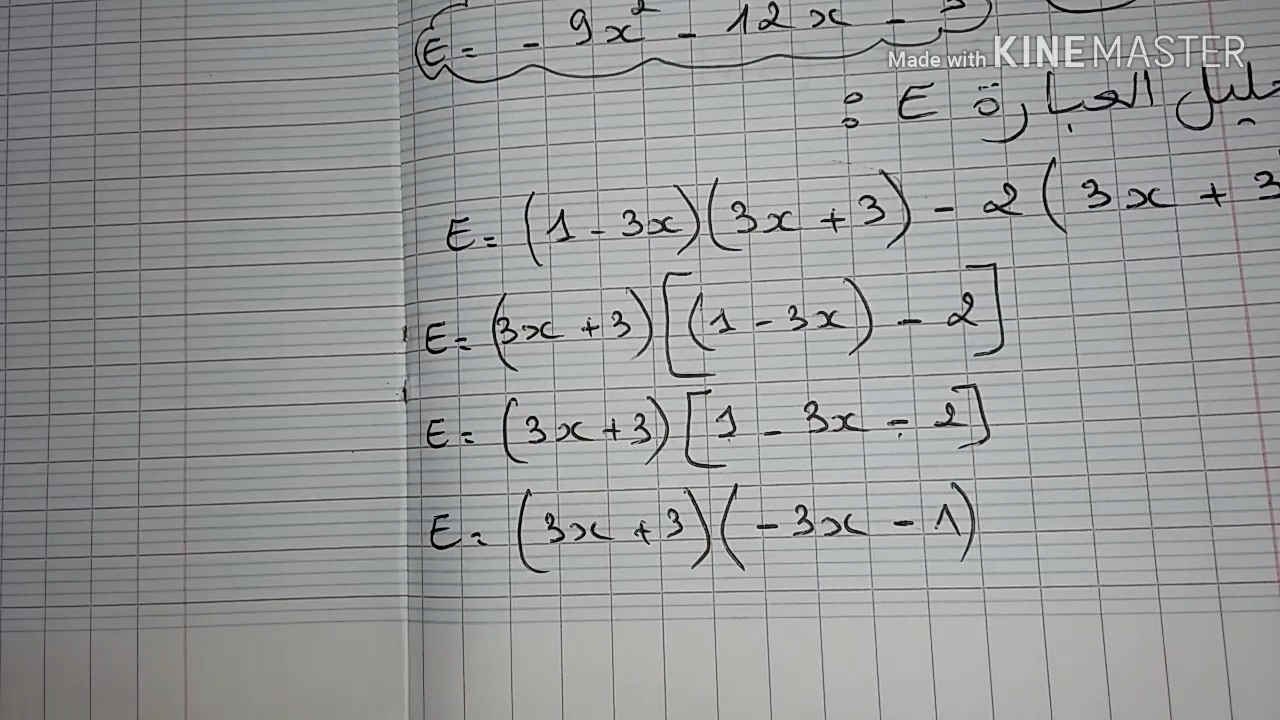 E = - 9x² - 12x - 3
Made with KINEMASTER
العبارة E :
E = (1 - 3x)(3x + 3) - 2(3x + 3
E = (3x + 3)[(1 - 3x) - 2]
E = (3x + 3)[1 - 3x - 2]
E = (3x + 3)(- 3x - 1)